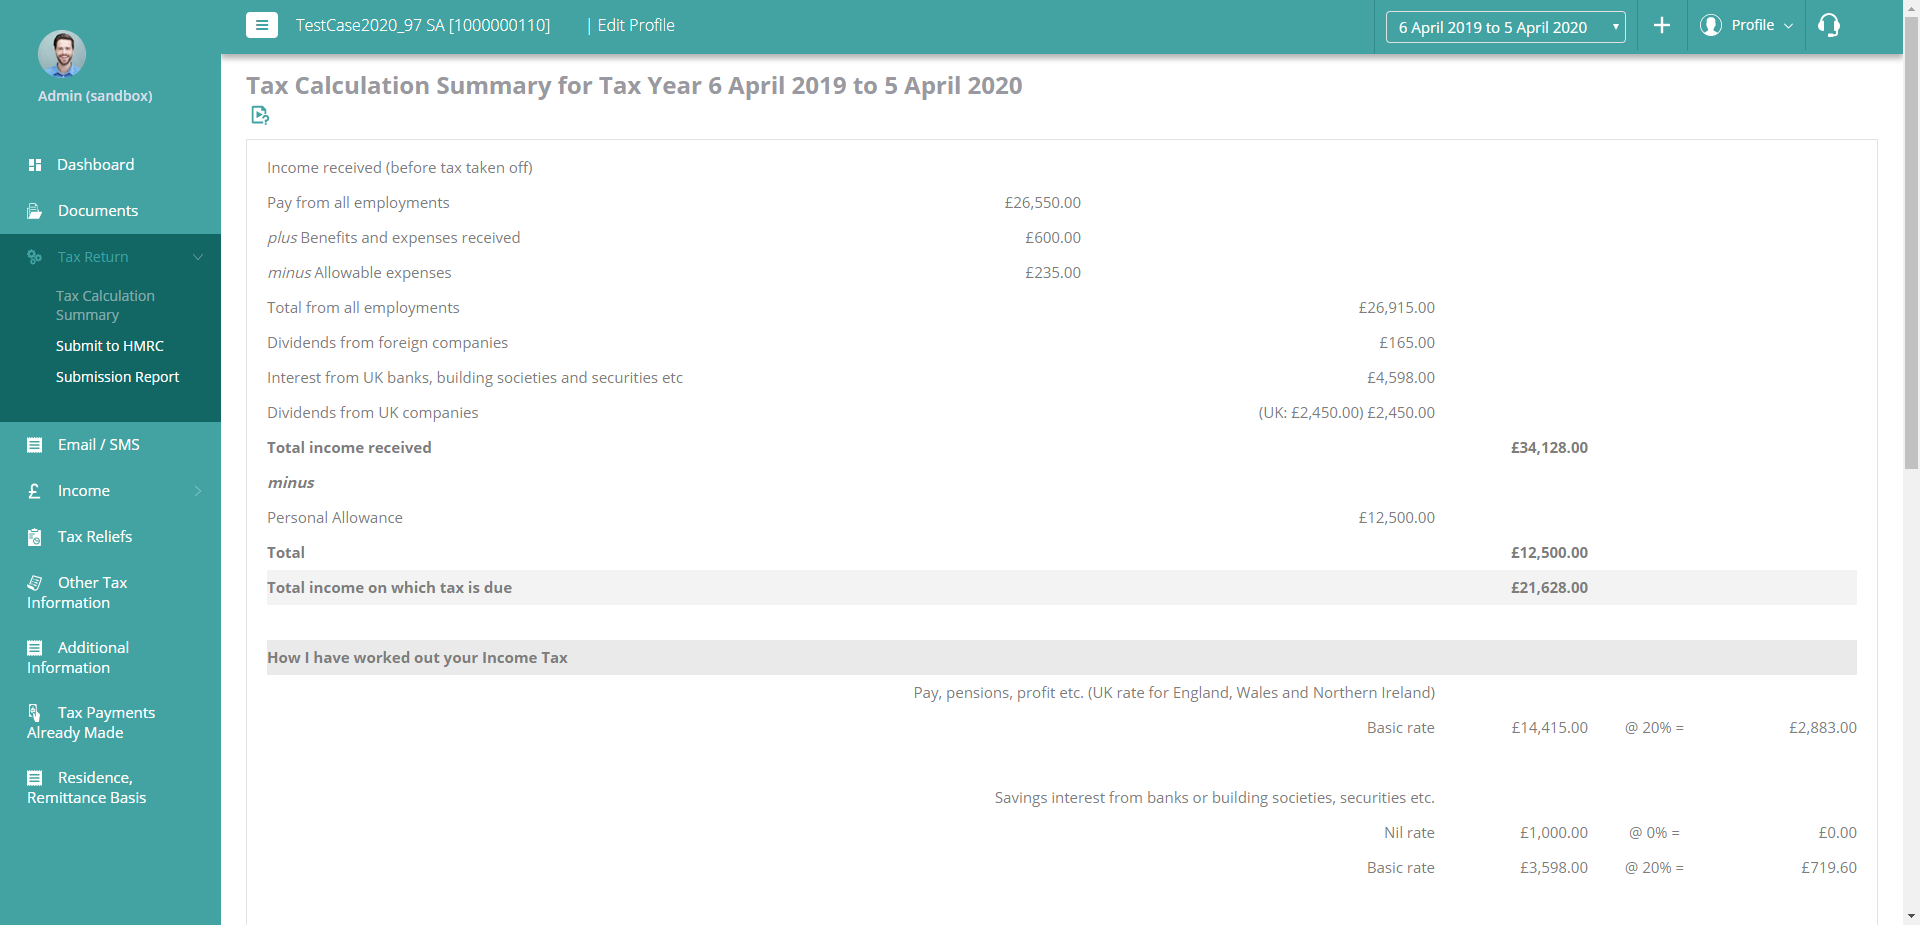 TestCase2020_97 SA [1000000110] | Edit Profile
6 April 2019 to 5 April 2020
Profile
Admin (sandbox)
Dashboard
Documents
Tax Return
Tax Calculation
Summary
Submit to HMRC
Submission Report
Email / SMS
Income
Tax Reliefs
Other Tax
Information
Additional
Information
Tax Payments
Already Made
Residence,
Remittance Basis
Tax Calculation Summary for Tax Year 6 April 2019 to 5 April 2020
Income received (before tax taken off)
Pay from all employments £26,550.00
plus Benefits and expenses received £600.00
minus Allowable expenses £235.00
Total from all employments £26,915.00
Dividends from foreign companies £165.00
Interest from UK banks, building societies and securities etc £4,598.00
Dividends from UK companies (UK: £2,450.00) £2,450.00
Total income received £34,128.00
minus
Personal Allowance £12,500.00
Total £12,500.00
Total income on which tax is due £21,628.00
How I have worked out your Income Tax
Pay, pensions, profit etc. (UK rate for England, Wales and Northern Ireland)
Basic rate £14,415.00 @ 20% = £2,883.00
Savings interest from banks or building societies, securities etc.
Nil rate £1,000.00 @ 0% = £0.00
Basic rate £3,598.00 @ 20% = £719.60